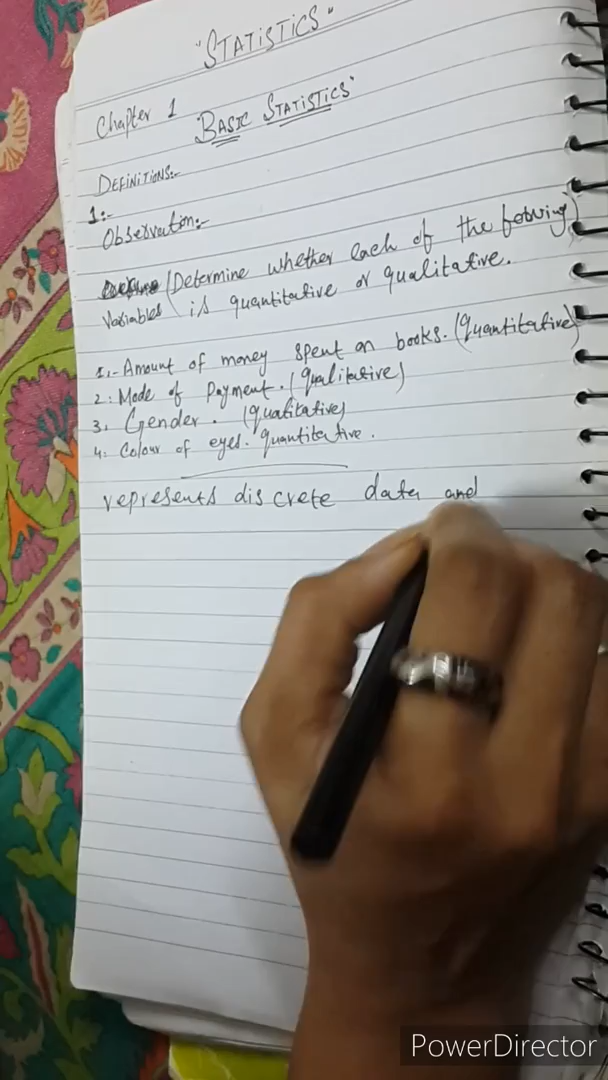 "STATISTICS"
Chapter 1
BASIC STATISTICS"
DEFINITIONS:-
1:-
Observation:-
(Determine whether each of the
Variables is quantitative or qualitative.
1:- Amount of money spent on books. (Quantitative)
2: Mode of Payment. (qualitative)
3. Gender. (qualitative)
4: Colour of eyes. quantitative.
represents discrete data and
PowerDirector